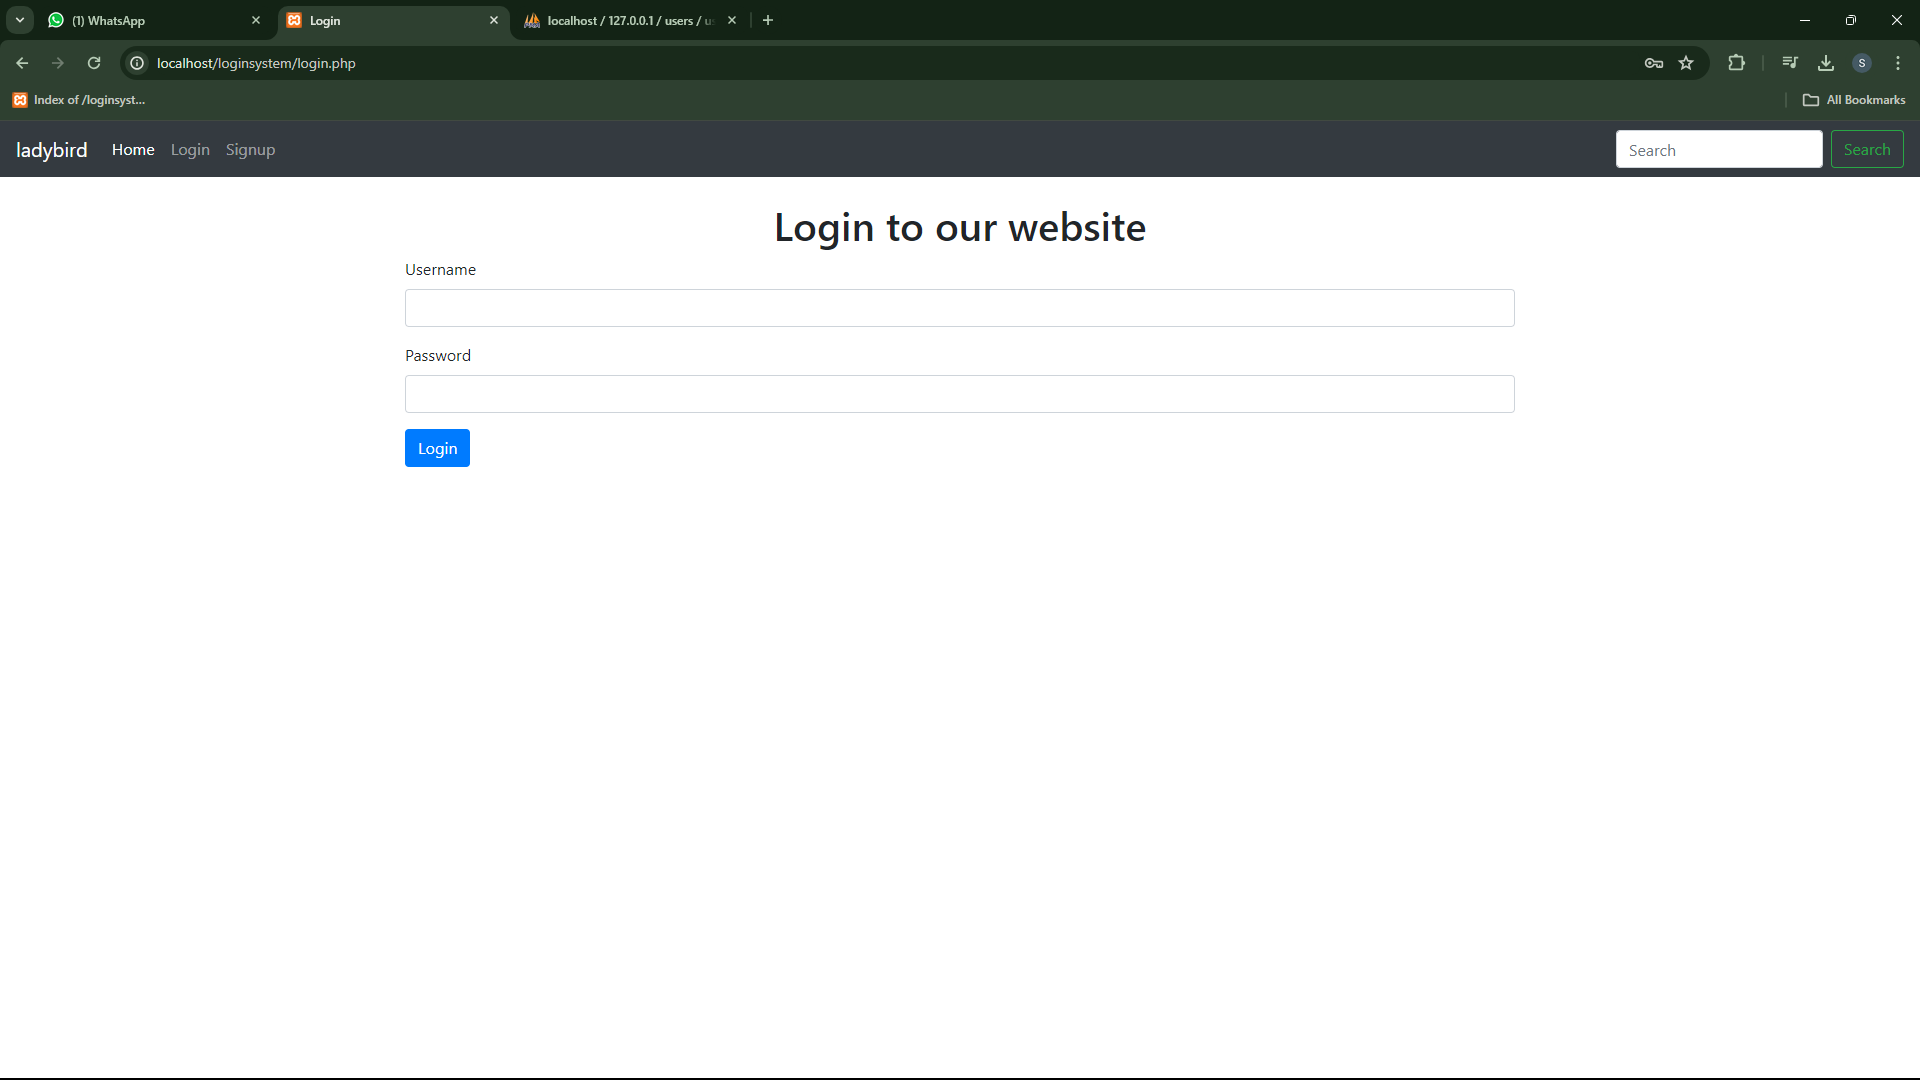 (1) WhatsApp
Login
localhost / 127.0.0.1 / users /
localhost/loginsystem/login.php
S
Index of /loginsyst...
All Bookmarks
ladybird Home Login Signup
Search Search
Login to our website
Username
Password
Login